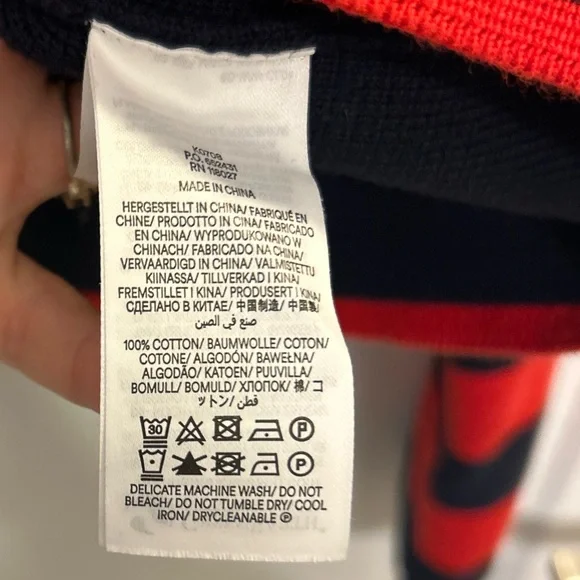 K0709
P.O. 652431
RN 118027
MADE IN CHINA
HERGESTELLT IN CHINA/ FABRIQUÉ EN
CHINE/ PRODOTTO IN CINA/ FABRICADO
EN CHINA/ WYPRODUKOWANO W
CHINACH/ FABRICADO NA CHINA/
VERVAARDIGD IN CHINA/ VALMISTETTU
KIINASSA/ TILLVERKAD I KINA/
FREMSTILLET I KINA/ PRODUSERT I KINA/
СДЕЛАНО В КИТАЕ/ 中国制造/ 中国製/
صنع في الصين
100% COTTON/ BAUMWOLLE/ COTON/
COTONE/ ALGODÓN/ BAWEŁNA/
ALGODÃO/ KATOEN/ PUUVILLA/
BOMULL/ BOMULD/ ХЛОПОК/ 棉/ コ
ットン/ قطن/
30 P
P
DELICATE MACHINE WASH/ DO NOT
BLEACH/ DO NOT TUMBLE DRY/ COOL
IRON/ DRYCLEANABLE Ⓟ